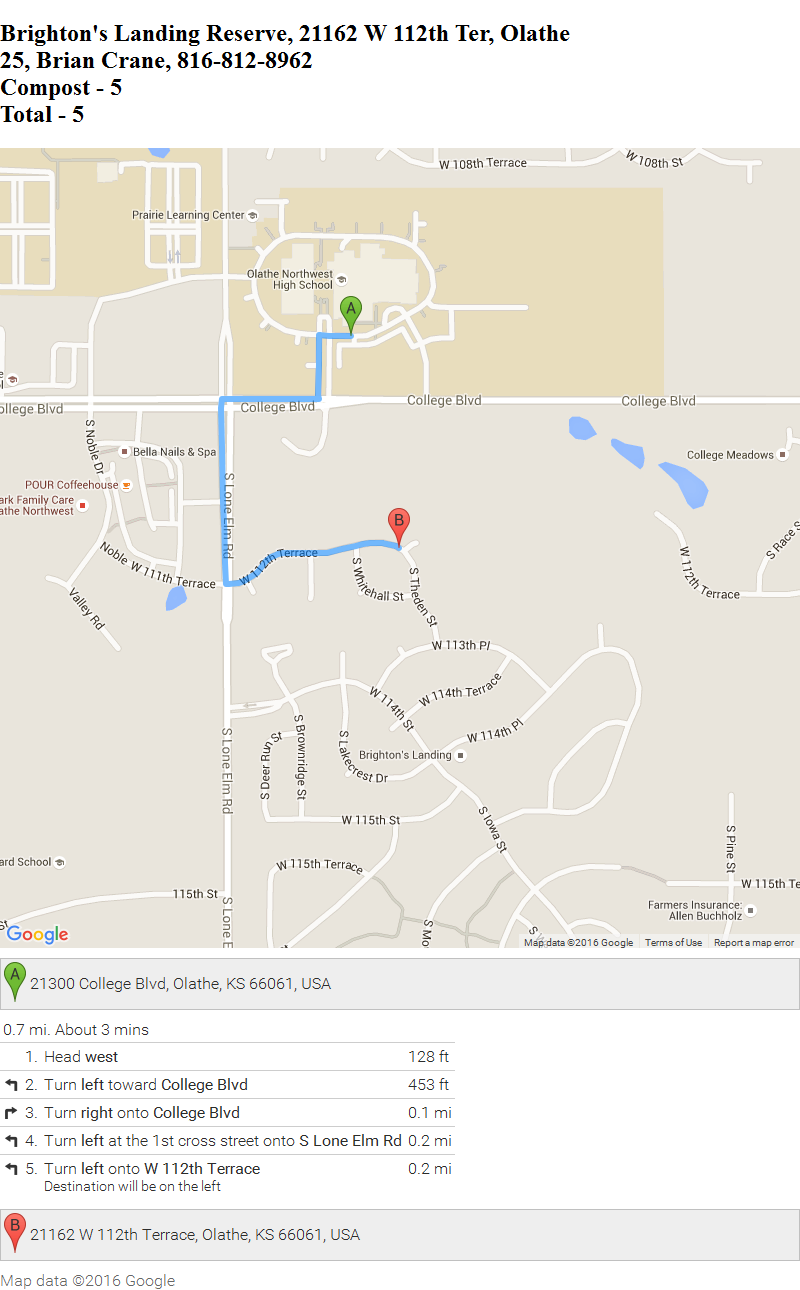 Brighton's Landing Reserve, 21162 W 112th Ter, Olathe
25, Brian Crane, 816-812-8962
Compost - 5
Total - 5
W 108th Terrace
W 108th St
Prairie Learning Center
Olathe Northwest
High School
A
College Blvd
College Blvd
College Blvd
ollege Blvd
S Noble Dr
Bella Nails & Spa
College Meadows
POUR Coffeehouse
ark Family Care
athe Northwest
S Lone Elm Rd
B
S Race S
Noble W 111th Terrace
W 112th Terrace
W 112th Terrace
S Whitehall St
S Theden St
Valley Rd
W 113th Pl
W 114th Terrace
W 114th St
W 114th Pl
S Deer Run St
S Brownridge St
S Lakecrest Dr
Brighton's Landing
S Lone Elm Rd
W 115th St
S Iowa St
S Pine St
ard School
W 115th Terrace
115th St
W 115th Te
S Lone E
S Mo
Farmers Insurance:
Allen Buchholz
Google
Map data ©2016 Google
Terms of Use
Report a map error
A 21300 College Blvd, Olathe, KS 66061, USA
0.7 mi. About 3 mins
1. Head west 128 ft
2. Turn left toward College Blvd 453 ft
3. Turn right onto College Blvd 0.1 mi
4. Turn left at the 1st cross street onto S Lone Elm Rd 0.2 mi
5. Turn left onto W 112th Terrace 0.2 mi
Destination will be on the left
B 21162 W 112th Terrace, Olathe, KS 66061, USA
Map data ©2016 Google